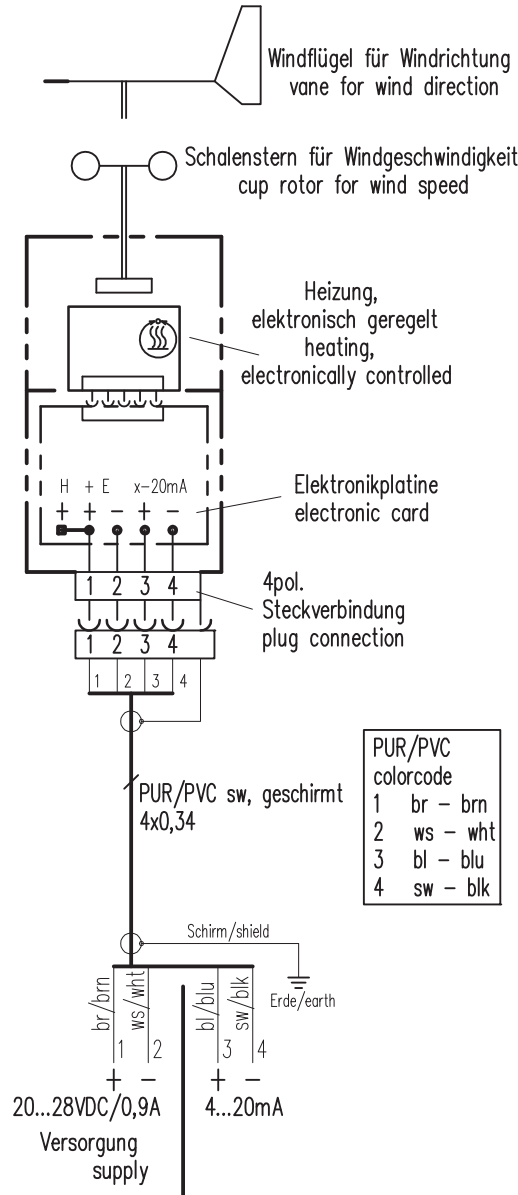 Windflügel für Windrichtung
vane for wind direction
Schalenstern für Windgeschwindigkeit
cup rotor for wind speed
Heizung,
elektronisch geregelt
heating,
electronically controlled
H + E x-20mA
+ + − + −
Elektronikplatine
electronic card
1 2 3 4
4pol.
Steckverbindung
plug connection
1 2 3 4
1 2 3 4
PUR/PVC sw, geschirmt
4x0,34
PUR/PVC
colorcode
1 br - brn
2 ws - wht
3 bl - blu
4 sw - blk
Schirm/shield
Erde/earth
br/brn
ws/wht
bl/blu
sw/blk
1 2 3 4
+ − + −
20...28VDC/0,9A
4...20mA
Versorgung
supply